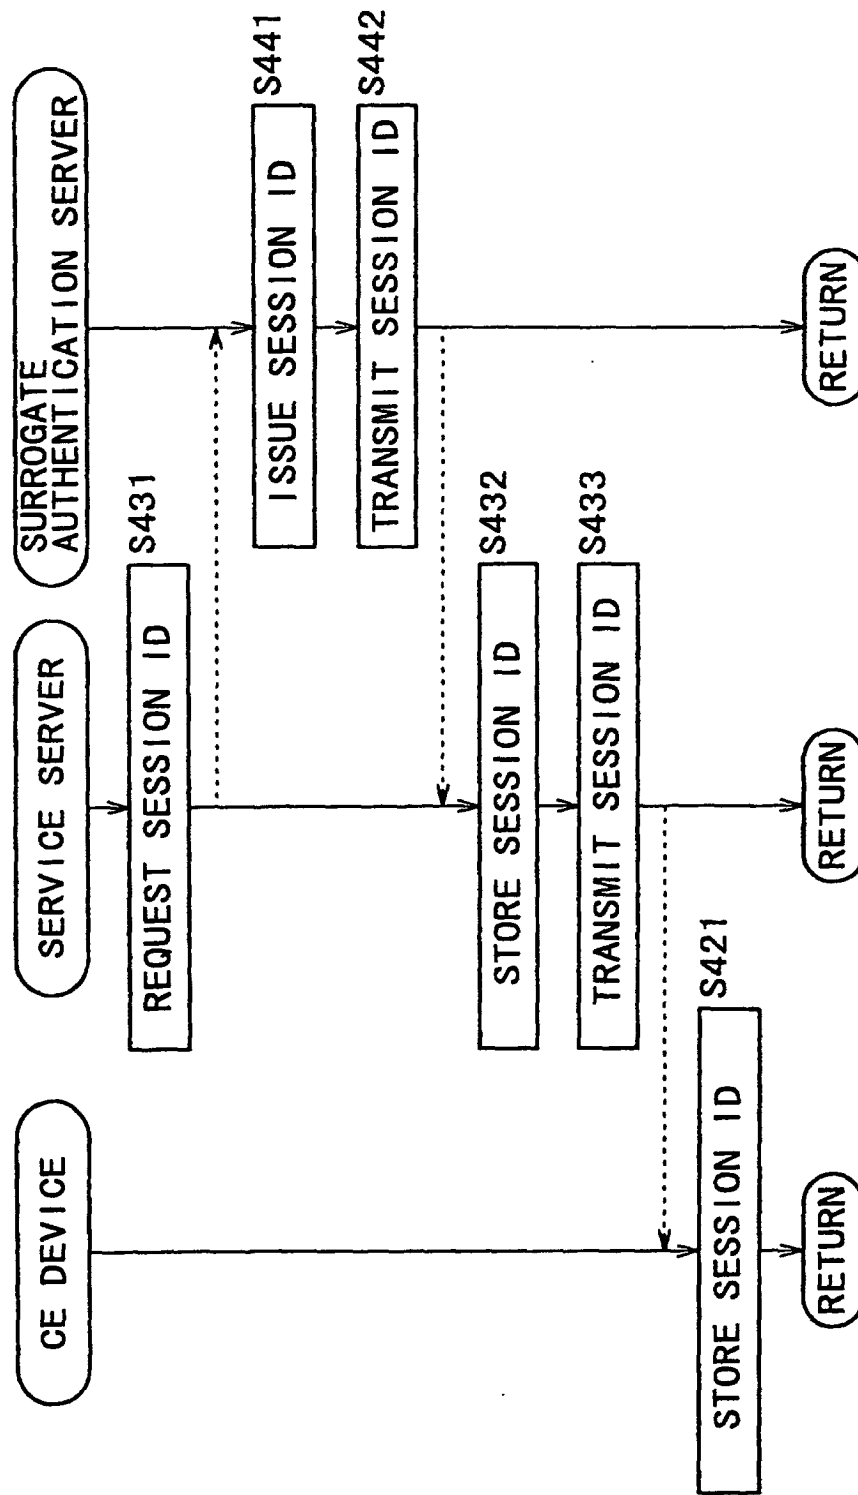 CE DEVICE
SERVICE SERVER
SURROGATE
AUTHENTICATION SERVER
REQUEST SESSION ID
S431
ISSUE SESSION ID
S441
TRANSMIT SESSION ID
S442
STORE SESSION ID
S432
TRANSMIT SESSION ID
S433
STORE SESSION ID
S421
RETURN
RETURN
RETURN